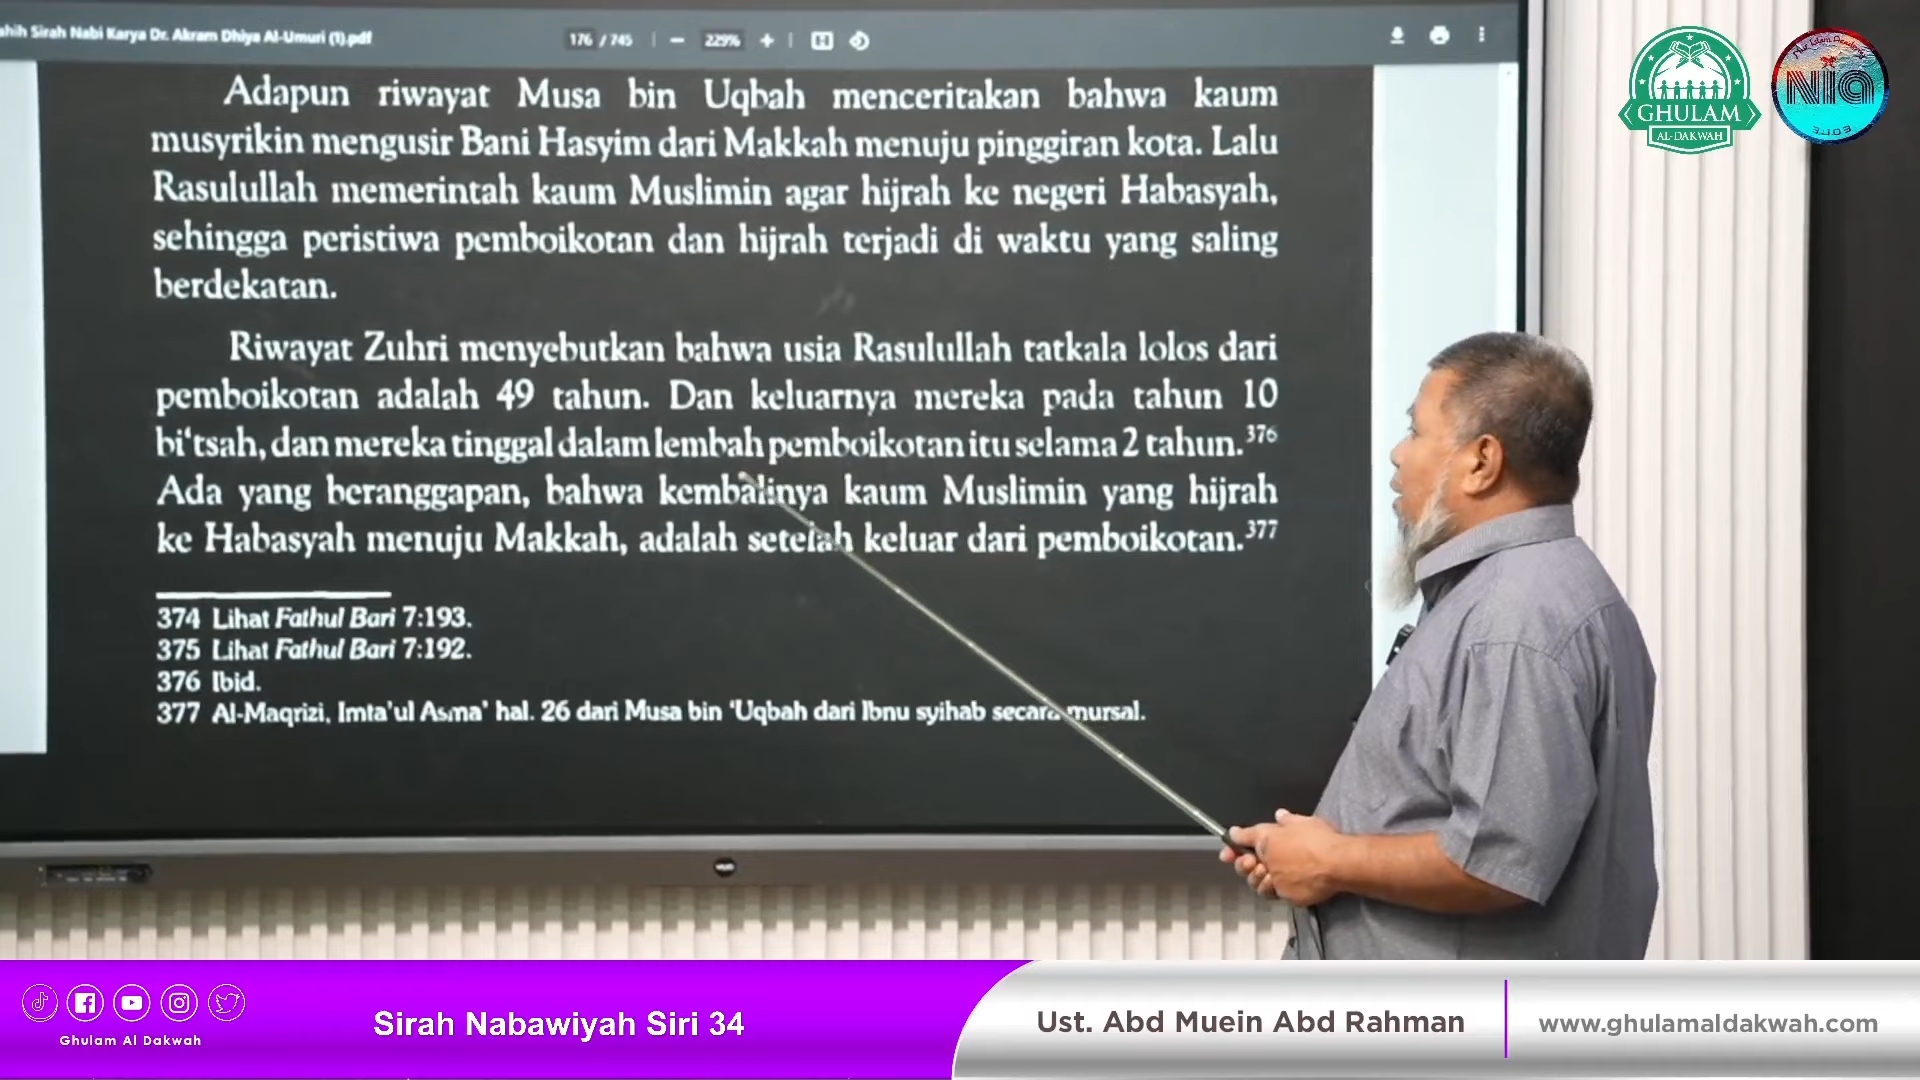 ahih Sirah Nabi Karya Dr. Akram Dhiya Al-Umuri (1).pdf
176 / 745
229%
Adapun riwayat Musa bin Uqbah menceritakan bahwa kaum
musyrikin mengusir Bani Hasyim dari Makkah menuju pinggiran kota. Lalu
Rasulullah memerintah kaum Muslimin agar hijrah ke negeri Habasyah,
sehingga peristiwa pemboikotan dan hijrah terjadi di waktu yang saling
berdekatan.
Riwayat Zuhri menyebutkan bahwa usia Rasulullah tatkala lolos dari
pemboikotan adalah 49 tahun. Dan keluarnya mereka pada tahun 10
bi‘tsah, dan mereka tinggal dalam lembah pemboikotan itu selama 2 tahun.376
Ada yang beranggapan, bahwa kembalinya kaum Muslimin yang hijrah
ke Habasyah menuju Makkah, adalah setelah keluar dari pemboikotan.377
374 Lihat Fathul Bari 7:193.
375 Lihat Fathul Bari 7:192.
376 Ibid.
377 Al-Maqrizi, Imta'ul Asma' hal. 26 dari Musa bin ‘Uqbah dari Ibnu syihab secara mursal.
GHULAM
AL-DAKWAH
Nur Islam Academy
NIA
Ghulam Al Dakwah
Sirah Nabawiyah Siri 34
Ust. Abd Muein Abd Rahman
www.ghulamaldakwah.com